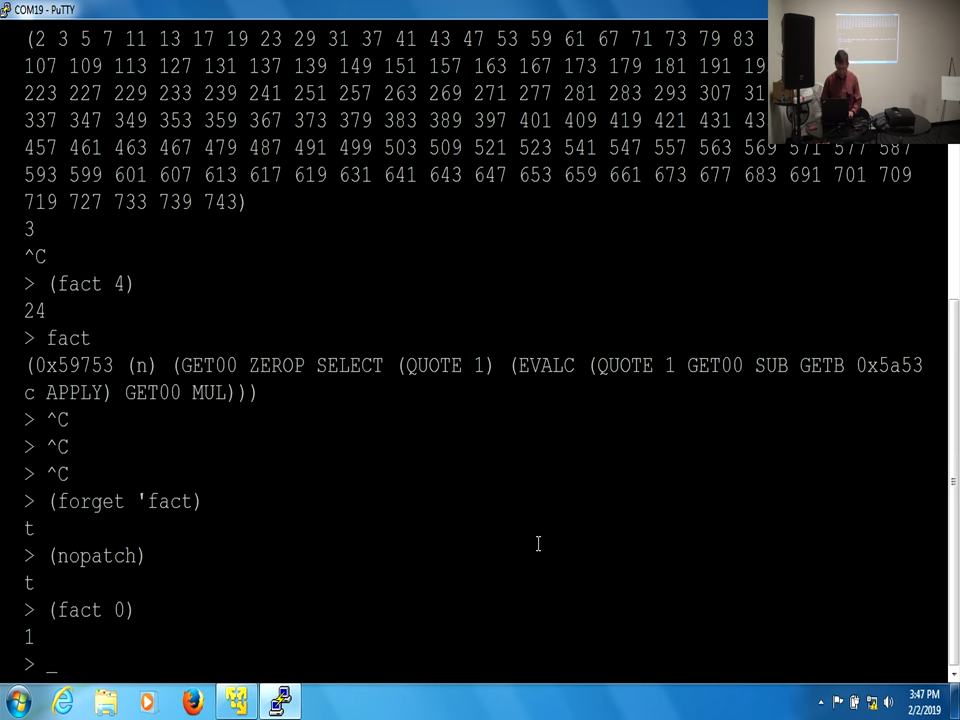 COM19 - PuTTY
(2 3 5 7 11 13 17 19 23 29 31 37 41 43 47 53 59 61 67 71 73 79 83
107 109 113 127 131 137 139 149 151 157 163 167 173 179 181 191 19
223 227 229 233 239 241 251 257 263 269 271 277 281 283 293 307 31
337 347 349 353 359 367 373 379 383 389 397 401 409 419 421 431 43
457 461 463 467 479 487 491 499 503 509 521 523 541 547 557 563 569 571 577 587
593 599 601 607 613 617 619 631 641 643 647 653 659 661 673 677 683 691 701 709
719 727 733 739 743)
3
^C
> (fact 4)
24
> fact
(0x59753 (n) (GET00 ZEROP SELECT (QUOTE 1) (EVALC (QUOTE 1 GET00 SUB GETB 0x5a53
c APPLY) GET00 MUL)))
> ^C
> ^C
> ^C
> (forget 'fact)
t
> (nopatch)
t
> (fact 0)
1
> _
3:47 PM
2/2/2019